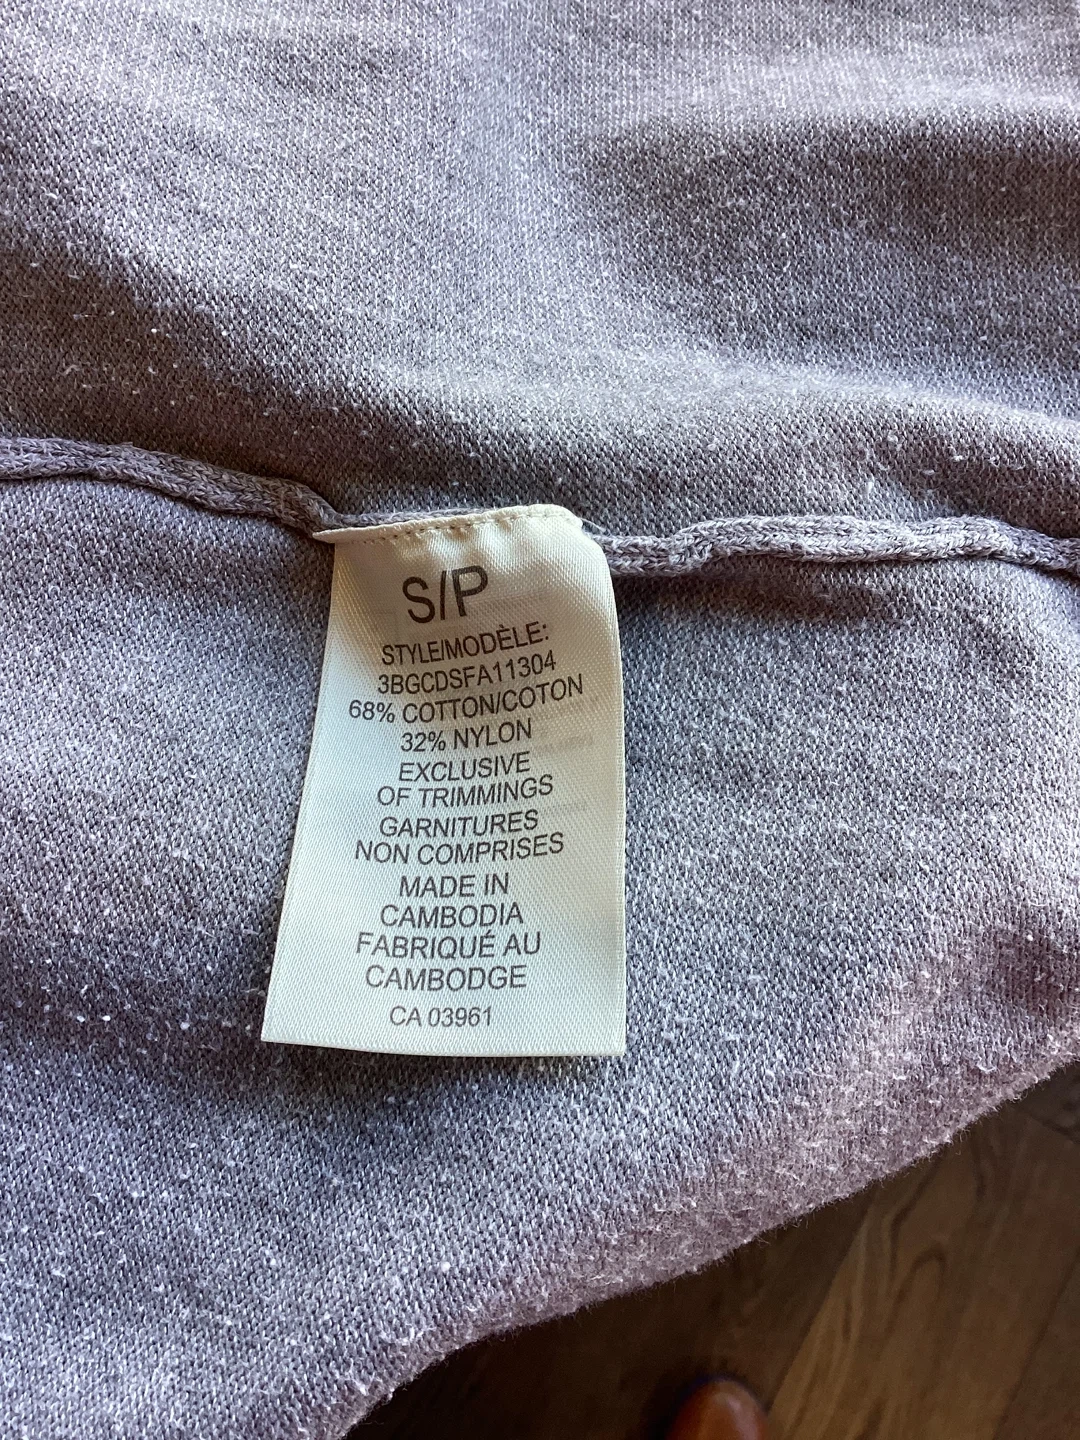 S/P
STYLE/MODÈLE:
3BGCDSFA11304
68% COTTON/COTON
32% NYLON
EXCLUSIVE
OF TRIMMINGS
GARNITURES
NON COMPRISES
MADE IN
CAMBODIA
FABRIQUÉ AU
CAMBODGE
CA 03961